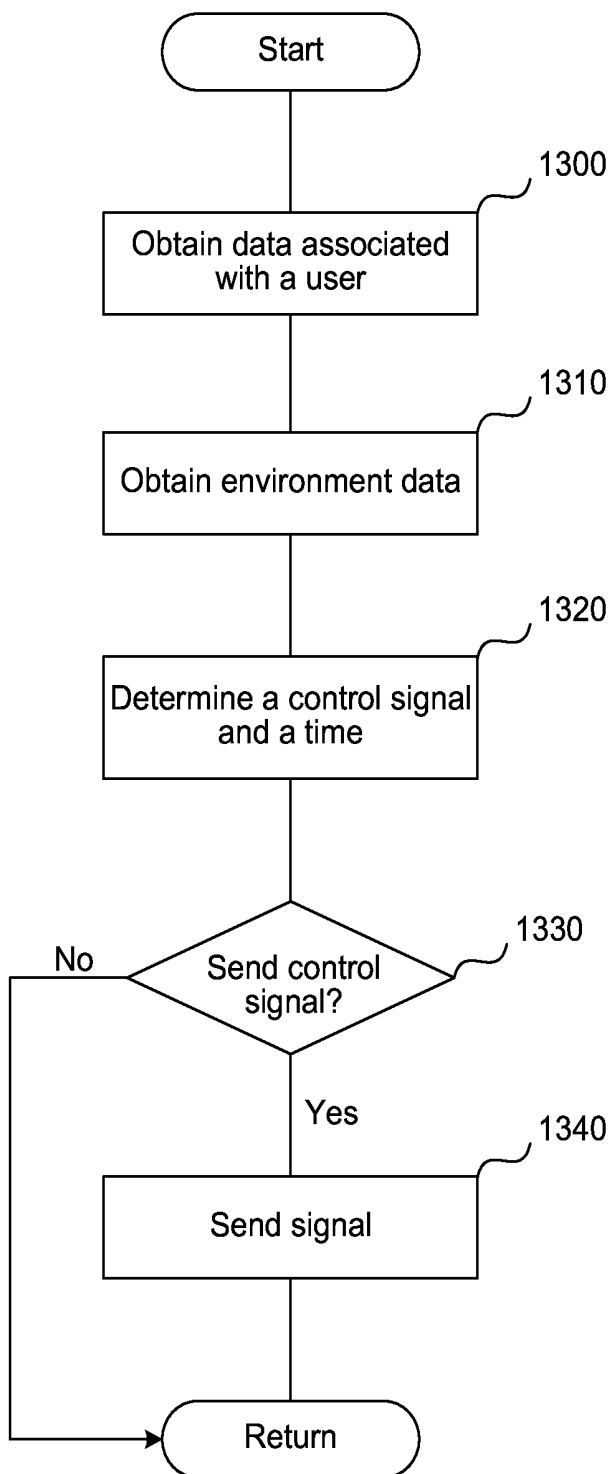 Start
1300
Obtain data associated
with a user
1310
Obtain environment data
1320
Determine a control signal
and a time
1330
No
Send control
signal?
Yes
1340
Send signal
Return